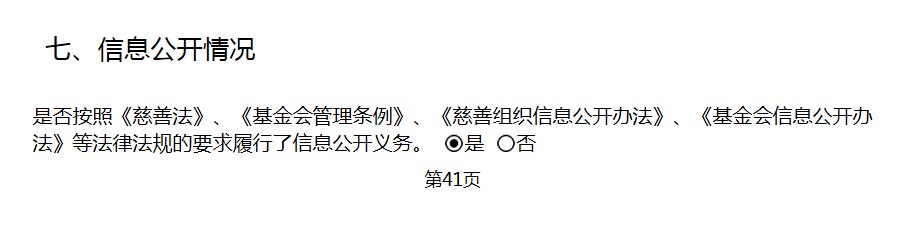 七、信息公开情况
是否按照《慈善法》、《基金会管理条例》、《慈善组织信息公开办法》、《基金会信息公开办
法》等法律法规的要求履行了信息公开义务。 ◉是 ○否
第41页